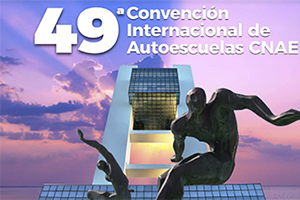 49ª Convención
Internacional de
Autoescuelas CNAE